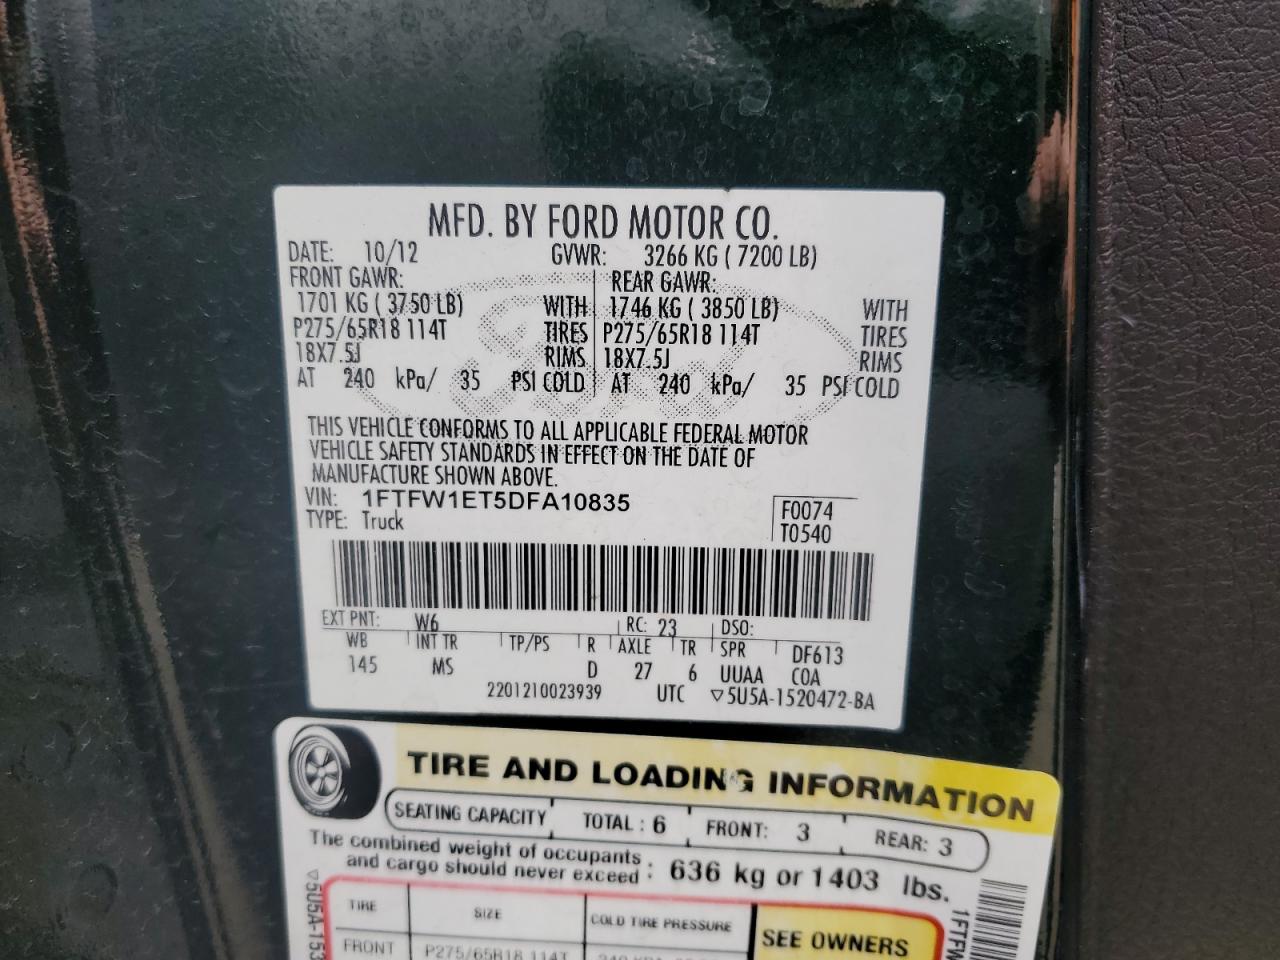 MFD. BY FORD MOTOR CO.
DATE: 10/12 GVWR: 3266 KG ( 7200 LB)
FRONT GAWR: REAR GAWR:
1701 KG ( 3750 LB) WITH 1746 KG ( 3850 LB) WITH
P275/65R18 114T TIRES P275/65R18 114T TIRES
18X7.5J RIMS 18X7.5J RIMS
AT 240 kPa/ 35 PSI COLD AT 240 kPa/ 35 PSI COLD
THIS VEHICLE CONFORMS TO ALL APPLICABLE FEDERAL MOTOR
VEHICLE SAFETY STANDARDS IN EFFECT ON THE DATE OF
MANUFACTURE SHOWN ABOVE.
VIN: 1FTFW1ET5DFA10835 F0074
TYPE: Truck T0540
EXT PNT: W6 RC: 23 DSO:
WB INT TR TP/PS R AXLE TR SPR DF613
145 MS D 27 6 UUAA COA
2201210023939 UTC ▽5U5A-1520472-BA
TIRE AND LOADING INFORMATION
SEATING CAPACITY TOTAL : 6 FRONT: 3 REAR: 3
The combined weight of occupants
and cargo should never exceed : 636 kg or 1403 lbs.
TIRE SIZE COLD TIRE PRESSURE SEE OWNERS
FRONT P275/65R18 114T
▽5U5A-153
1FTFW